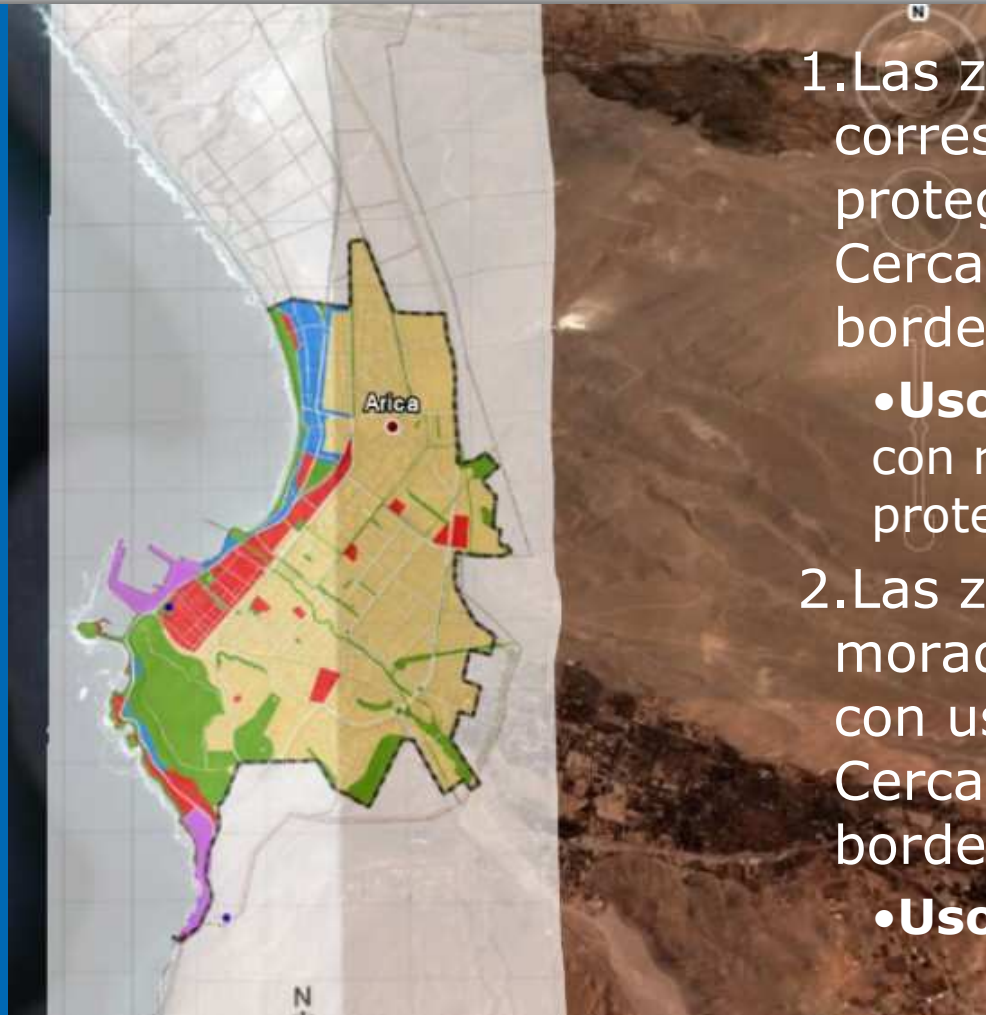 N
1.Las z
corres
proteg
Cerca
borde
•Uso
con r
prote
2.Las z
morad
con us
Cerca
borde
•Uso
Arica
N